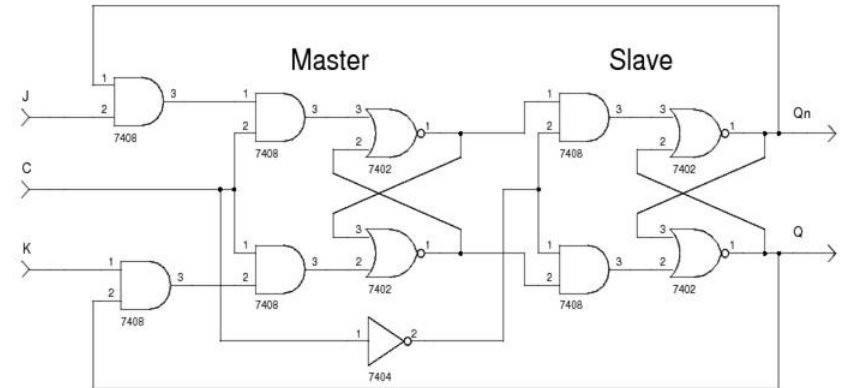 Master Slave
J 1 2 3 7408
1 2 3 7408
3 2 1 7402
1 2 3 7408
3 2 1 7402
Qn
C
K 1 2 3 7408
1 2 3 7408
3 2 1 7402
1 2 3 7408
3 2 1 7402
Q
1 2 7404